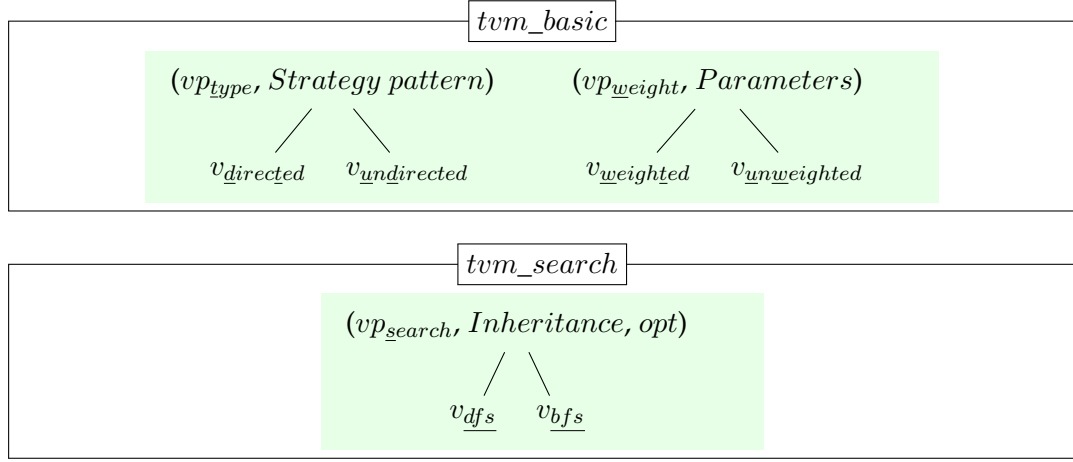 tvm_basic
(vp_type, Strategy pattern) (vp_weight, Parameters)
v_directed v_undirected v_weighted v_unweighted
tvm_search
(vp_search, Inheritance, opt)
v_dfs v_bfs